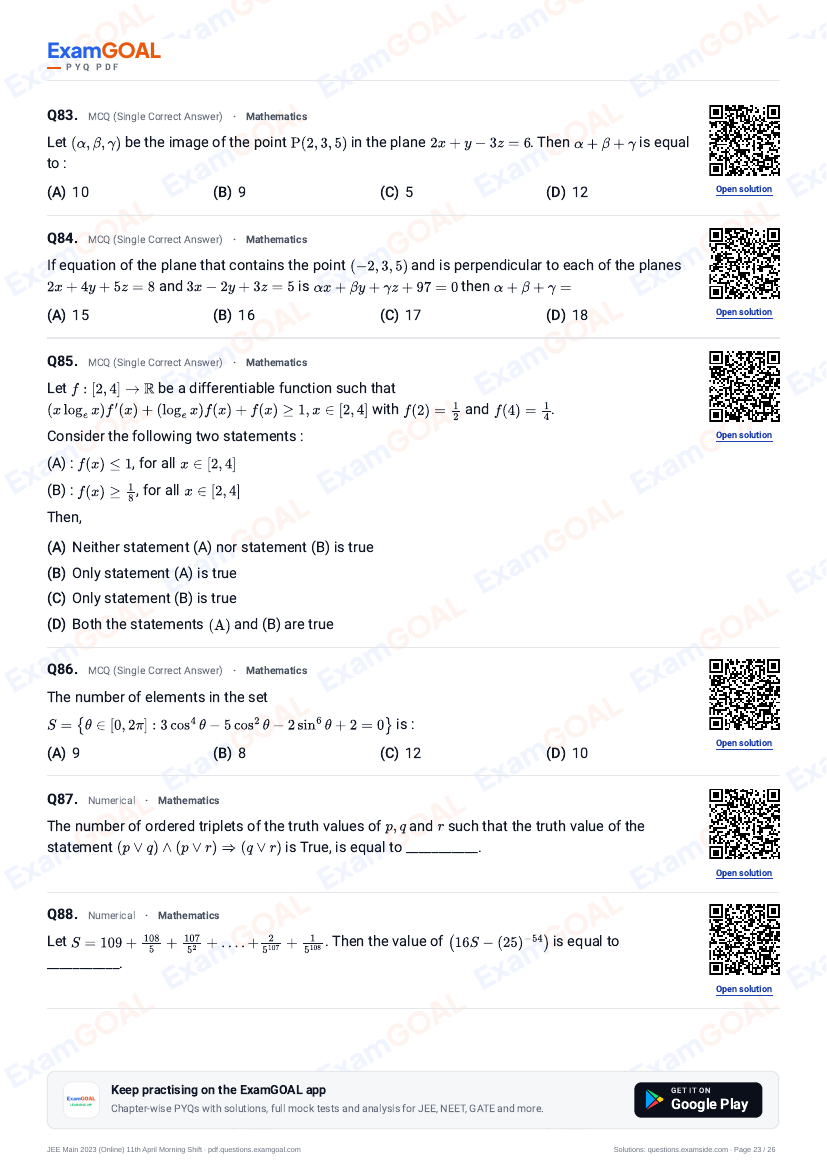 ExamGOAL
PYQ PDF
Q83. MCQ (Single Correct Answer) · Mathematics
Let (α, β, γ) be the image of the point P(2, 3, 5) in the plane 2x + y − 3z = 6. Then α + β + γ is equal
to :
(A) 10 (B) 9 (C) 5 (D) 12
Open solution
Q84. MCQ (Single Correct Answer) · Mathematics
If equation of the plane that contains the point (−2, 3, 5) and is perpendicular to each of the planes
2x + 4y + 5z = 8 and 3x − 2y + 3z = 5 is αx + βy + γz + 97 = 0 then α + β + γ =
(A) 15 (B) 16 (C) 17 (D) 18
Open solution
Q85. MCQ (Single Correct Answer) · Mathematics
Let f : [2, 4] → ℝ be a differentiable function such that
(x logₑ x)f′(x) + (logₑ x)f(x) + f(x) ≥ 1, x ∈ [2, 4] with f(2) = 1/2 and f(4) = 1/4.
Open solution
Consider the following two statements :
(A) : f(x) ≤ 1, for all x ∈ [2, 4]
(B) : f(x) ≥ 1/8, for all x ∈ [2, 4]
Then,
(A) Neither statement (A) nor statement (B) is true
(B) Only statement (A) is true
(C) Only statement (B) is true
(D) Both the statements (A) and (B) are true
Q86. MCQ (Single Correct Answer) · Mathematics
The number of elements in the set
S = {θ ∈ [0, 2π] : 3 cos⁴ θ − 5 cos² θ − 2 sin⁶ θ + 2 = 0} is :
(A) 9 (B) 8 (C) 12 (D) 10
Open solution
Q87. Numerical · Mathematics
The number of ordered triplets of the truth values of p, q and r such that the truth value of the
statement (p ∨ q) ∧ (p ∨ r) ⇒ (q ∨ r) is True, is equal to __________.
Open solution
Q88. Numerical · Mathematics
Let S = 109 + 108/5 + 107/5² + .... + 2/5¹⁰⁷ + 1/5¹⁰⁸. Then the value of (16S − (25)⁻⁵⁴) is equal to
__________.
Open solution
ExamGOAL
Keep practising on the ExamGOAL app
Chapter-wise PYQs with solutions, full mock tests and analysis for JEE, NEET, GATE and more.
GET IT ON
Google Play
JEE Main 2023 (Online) 11th April Morning Shift · pdf.questions.examgoal.com
Solutions: questions.examside.com · Page 23 / 26